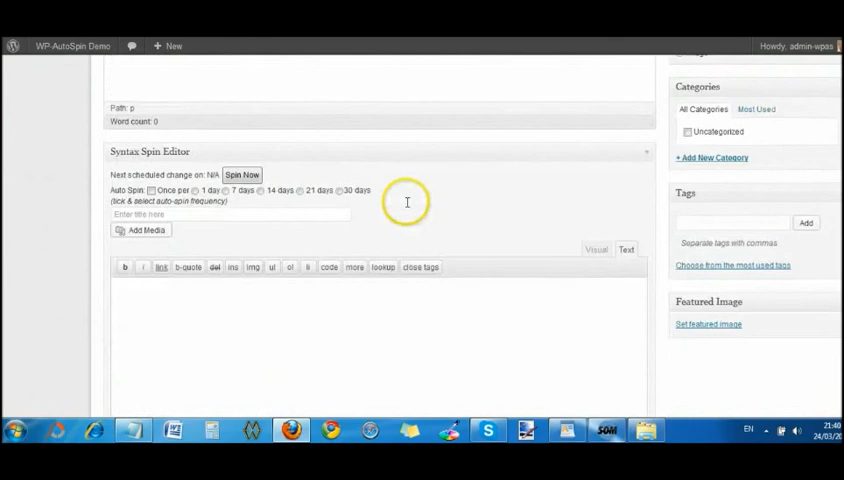 WP-AutoSpin Demo + New Howdy, admin-wpas
Categories
All Categories Most Used
Path: p
Word count: 0
Uncategorized
Syntax Spin Editor
+ Add New Category
Next scheduled change on: N/A Spin Now
Auto Spin: Once per 1 day 7 days 14 days 21 days 30 days
(tick & select auto-spin frequency)
Tags
Enter title here
Add
Add Media
Separate tags with commas
Visual Text
Choose from the most used tags
b i link b-quote del ins img ul ol li code more lookup close tags
Featured Image
Set featured image
SOM
EN
21:40
24/03/20